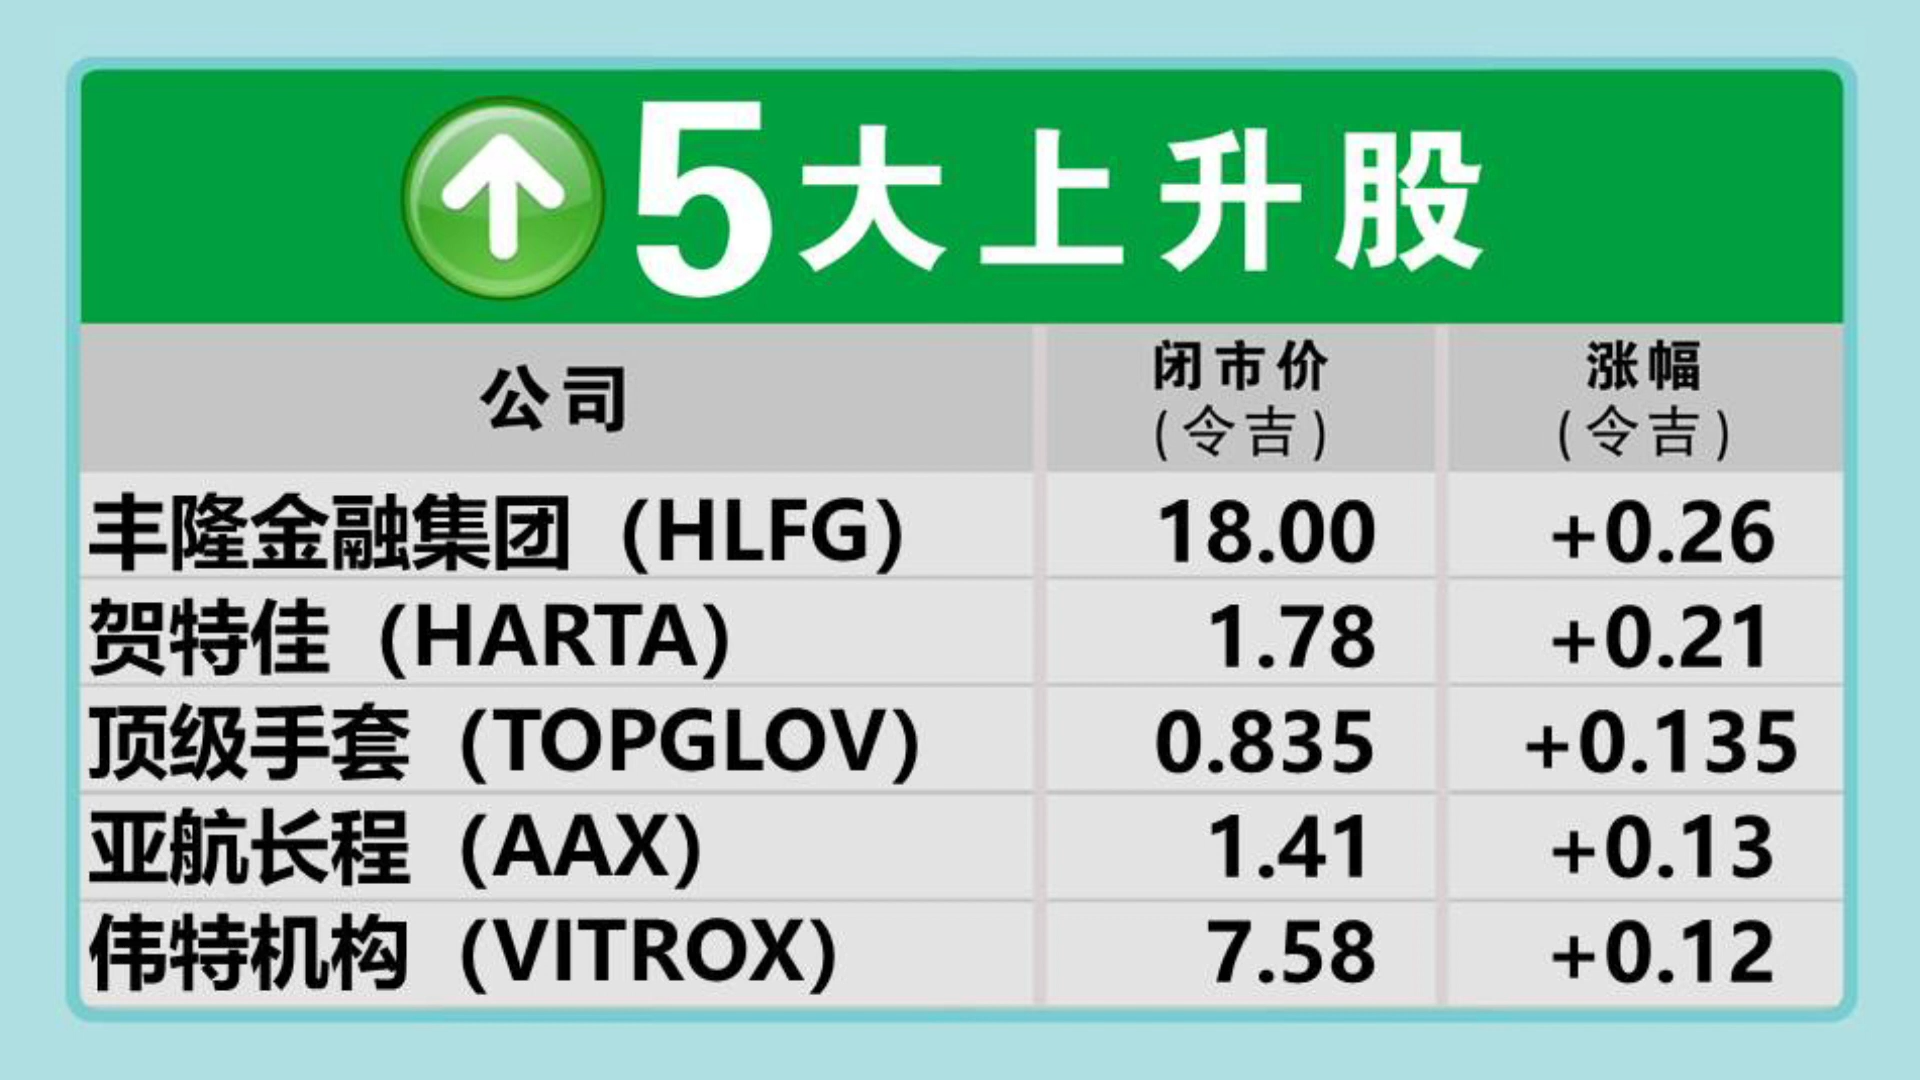 5大上升股
公司 闭市价 (令吉) 涨幅 (令吉)
丰隆金融集团（HLFG） 18.00 +0.26
贺特佳（HARTA） 1.78 +0.21
顶级手套（TOPGLOV） 0.835 +0.135
亚航长程（AAX） 1.41 +0.13
伟特机构（VITROX） 7.58 +0.12